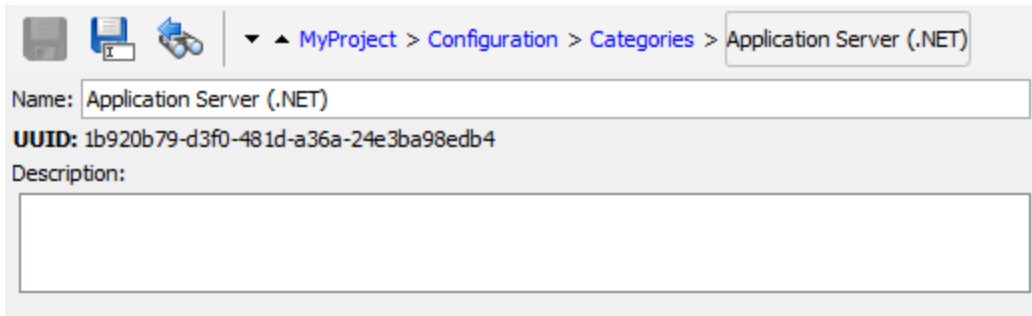 MyProject > Configuration > Categories > Application Server (.NET)
Name: Application Server (.NET)
UUID: 1b920b79-d3f0-481d-a36a-24e3ba98edb4
Description: